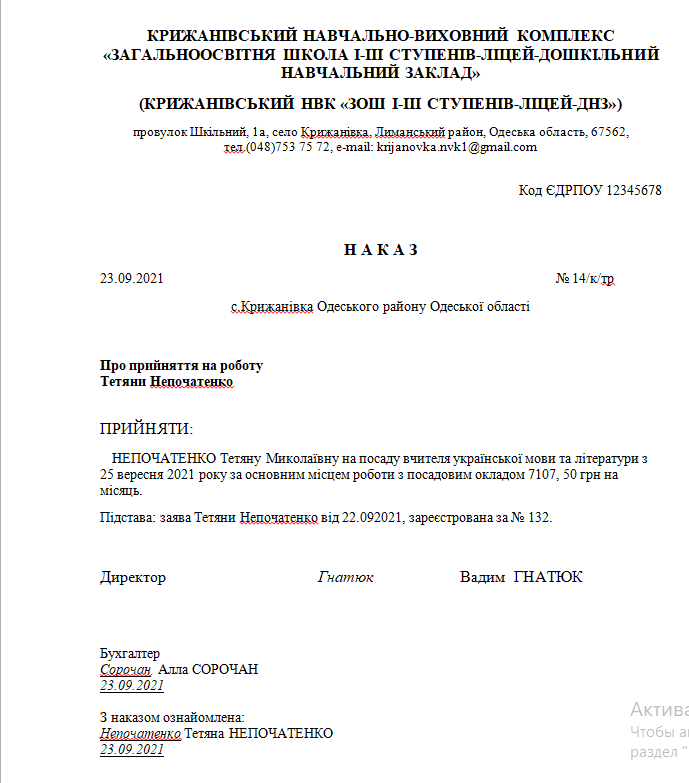 КРИЖАНІВСЬКИЙ НАВЧАЛЬНО-ВИХОВНИЙ КОМПЛЕКС
«ЗАГАЛЬНООСВІТНЯ ШКОЛА І-ІІІ СТУПЕНІВ-ЛІЦЕЙ-ДОШКІЛЬНИЙ
НАВЧАЛЬНИЙ ЗАКЛАД»
(КРИЖАНІВСЬКИЙ НВК «ЗОШ І-ІІІ СТУПЕНІВ-ЛІЦЕЙ-ДНЗ»)
провулок Шкільний, 1а, село Крижанівка, Лиманський район, Одеська область, 67562,
тел.(048)753 75 72, e-mail: krijanovka.nvk1@gmail.com
Код ЄДРПОУ 12345678
Н А К А З
23.09.2021 № 14/к/тр
с.Крижанівка Одеського району Одеської області
Про прийняття на роботу
Тетяни Непочатенко
ПРИЙНЯТИ:
НЕПОЧАТЕНКО Тетяну Миколаївну на посаду вчителя української мови та літератури з
25 вересня 2021 року за основним місцем роботи з посадовим окладом 7107, 50 грн на
місяць.
Підстава: заява Тетяни Непочатенко від 22.092021, зареєстрована за № 132.
Директор Гнатюк Вадим ГНАТЮК
Бухгалтер
Сорочан Алла СОРОЧАН
23.09.2021
З наказом ознайомлена:
Непочатенко Тетяна НЕПОЧАТЕНКО
23.09.2021
Чтобы
раздел "